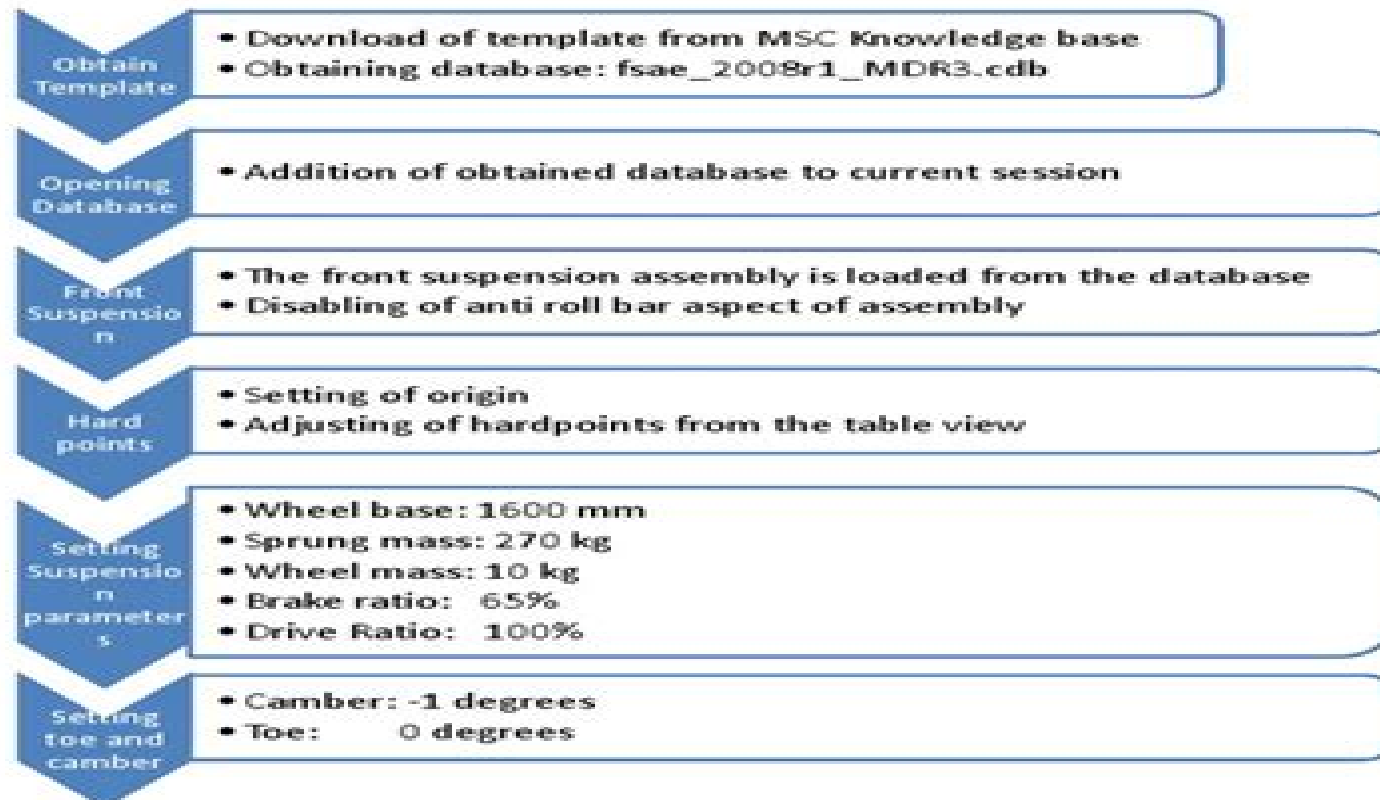 Obtain
Template
• Download of template from MSC Knowledge base
• Obtaining database: fsae_2008r1_MDR3.cdb
Opening
Database
• Addition of obtained database to current session
Front
Suspensio
n
• The front suspension assembly is loaded from the database
• Disabling of anti roll bar aspect of assembly
Hard
points
• Setting of origin
• Adjusting of hardpoints from the table view
Setting
Suspensio
n
parameter
s
• Wheel base: 1600 mm
• Sprung mass: 270 kg
• Wheel mass: 10 kg
• Brake ratio: 65%
• Drive Ratio: 100%
Setting
toe and
camber
• Camber: -1 degrees
• Toe: 0 degrees